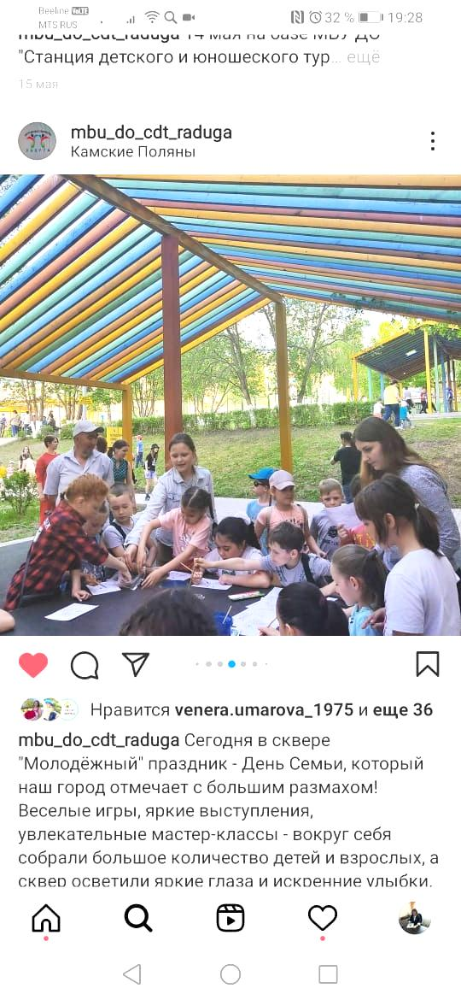 Beeline VoLTE
MTS RUS
32 %
19:28
mbu_do_cdt_raduga 14 мая на базе МБУ ДО
"Станция детского и юношеского тур... ещё
15 мая
mbu_do_cdt_raduga
Камские Поляны
Нравится venera.umarova_1975 и еще 36
mbu_do_cdt_raduga Сегодня в сквере
"Молодёжный" праздник - День Семьи, который
наш город отмечает с большим размахом!
Веселые игры, яркие выступления,
увлекательные мастер-классы - вокруг себя
собрали большое количество детей и взрослых, а
сквер осветили яркие глаза и искренние улыбки.